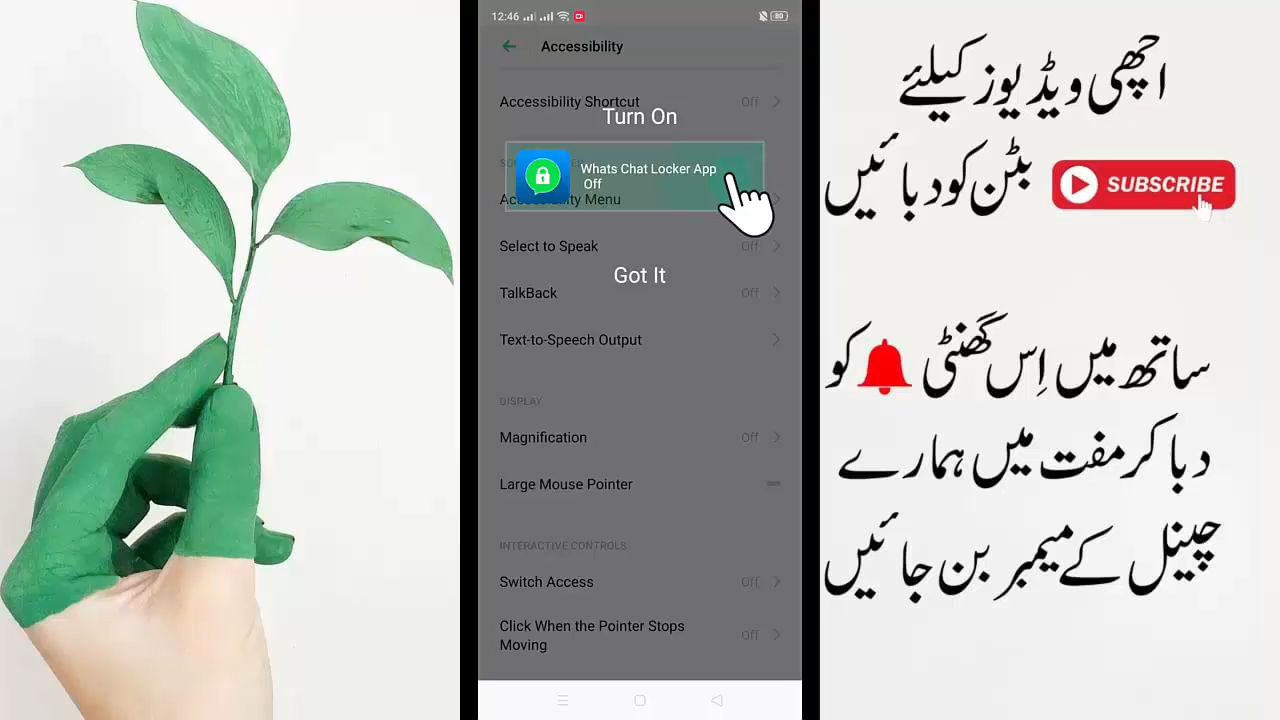 12:46
80
Accessibility
Accessibility Shortcut Off
Turn On
Whats Chat Locker App
Off
Accessibility Menu
Select to Speak Off
Got It
TalkBack Off
Text-to-Speech Output
DISPLAY
Magnification Off
Large Mouse Pointer
INTERACTIVE CONTROLS
Switch Access Off
Click When the Pointer Stops Off
Moving
اچھی ویڈیوز کیلئے
بٹن کو دبائیں SUBSCRIBE
ساتھ میں اِس گھنٹی کو
دبا کر مفت میں ہمارے
چینل کے میمبر بن جائیں